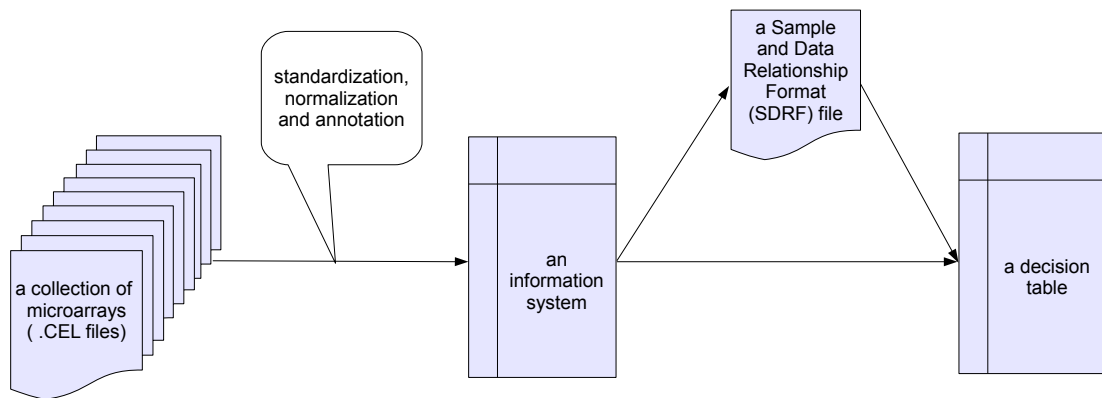 a collection of
microarrays
( .CEL files)
standardization,
normalization
and annotation
an
information
system
a Sample
and Data
Relationship
Format
(SDRF) file
a decision
table